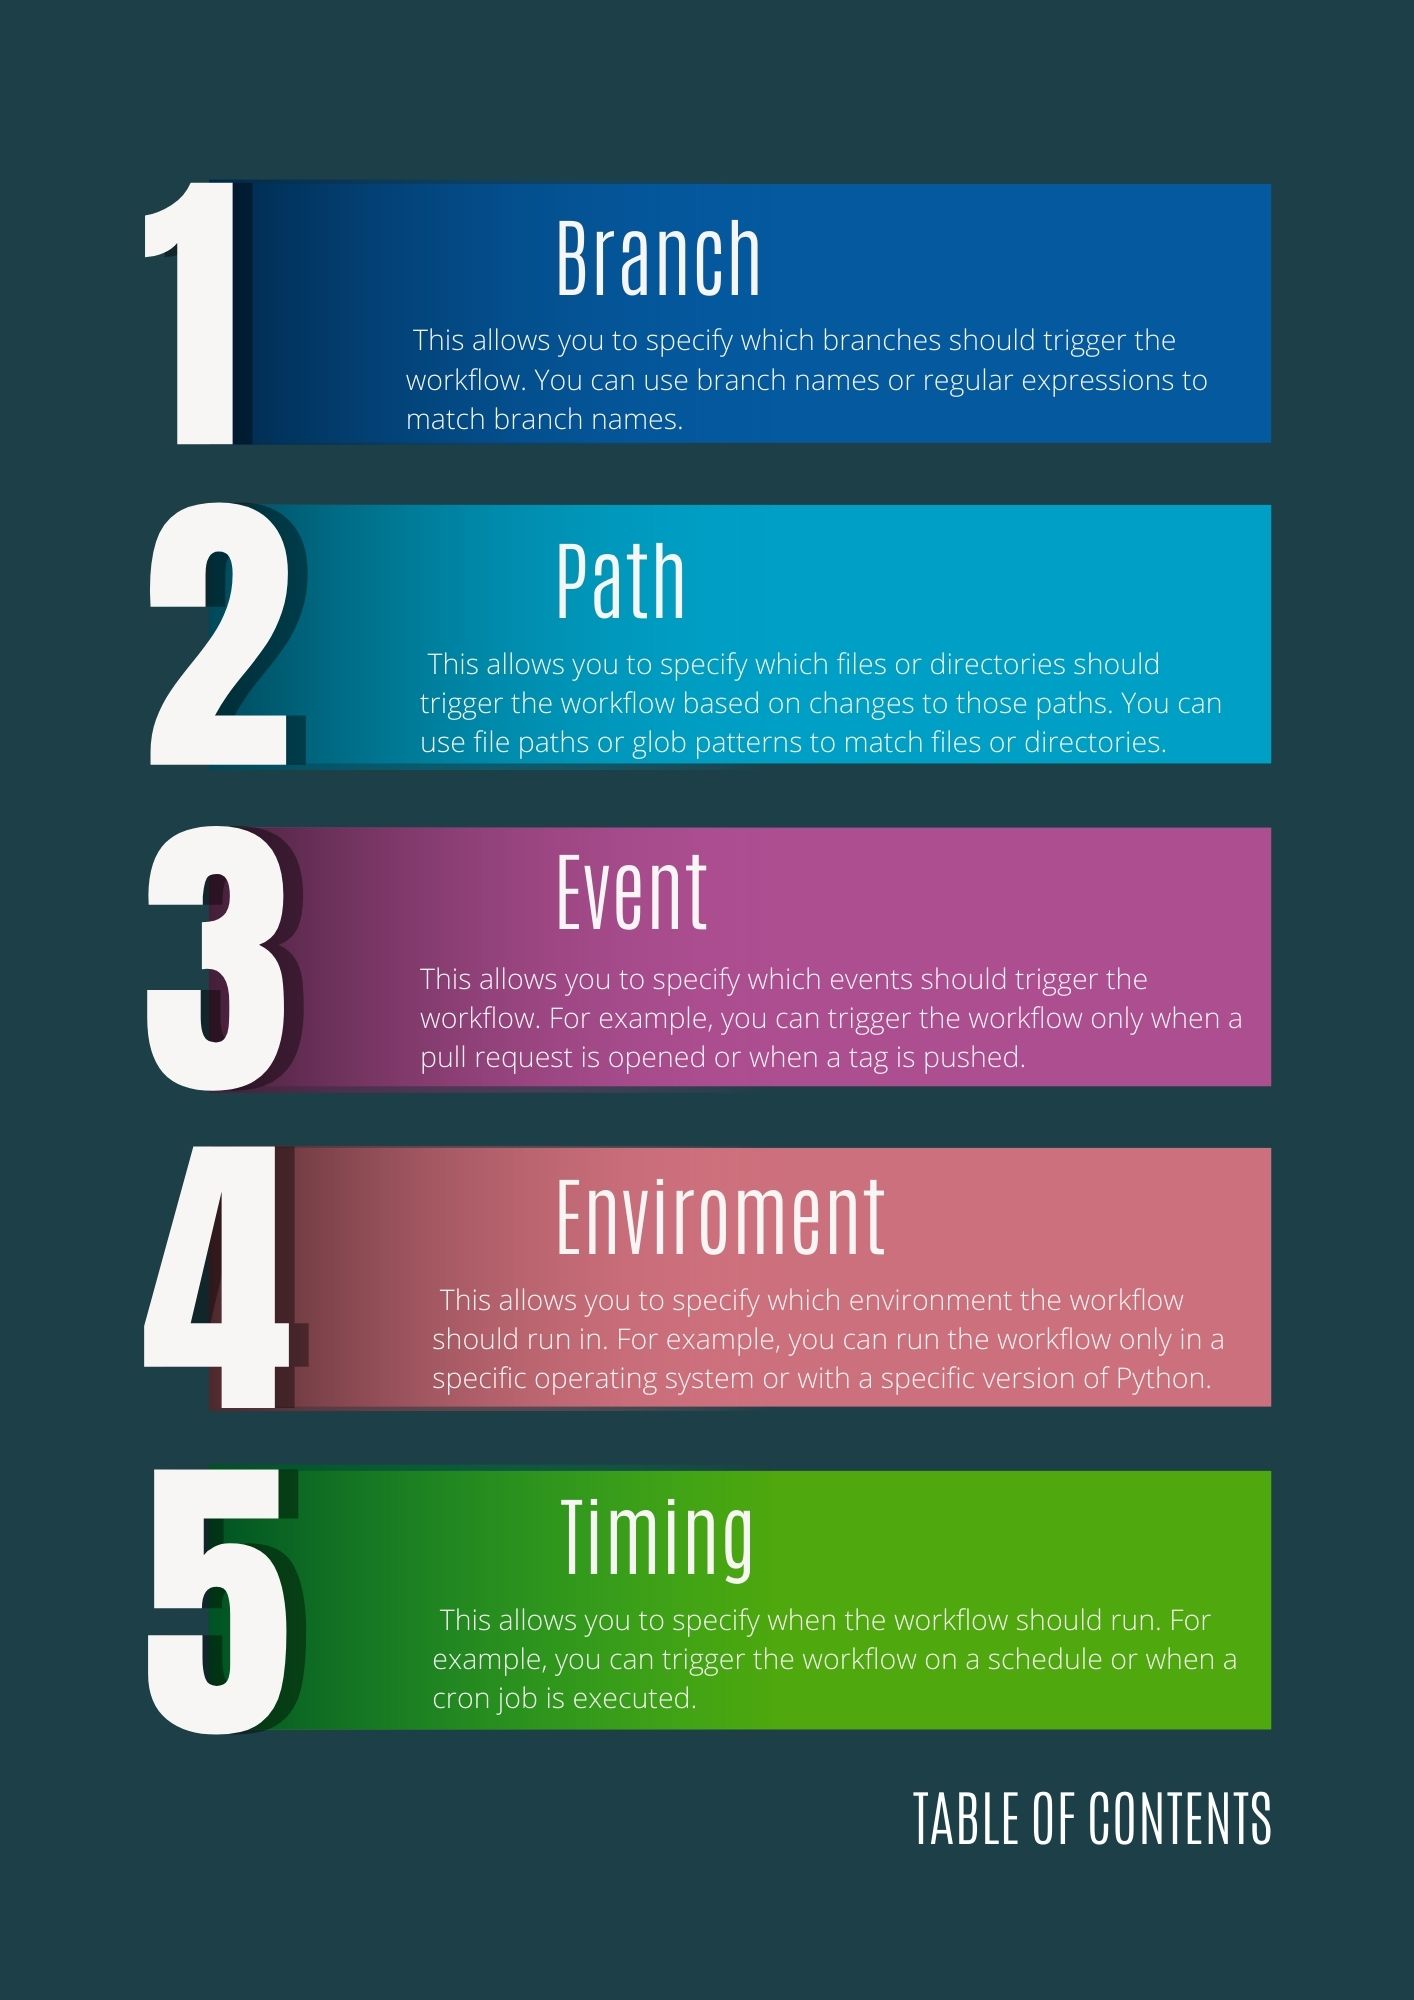 1
Branch
This allows you to specify which branches should trigger the
workflow. You can use branch names or regular expressions to
match branch names.
2
Path
This allows you to specify which files or directories should
trigger the workflow based on changes to those paths. You can
use file paths or glob patterns to match files or directories.
3
Event
This allows you to specify which events should trigger the
workflow. For example, you can trigger the workflow only when a
pull request is opened or when a tag is pushed.
4
Enviroment
This allows you to specify which environment the workflow
should run in. For example, you can run the workflow only in a
specific operating system or with a specific version of Python.
5
Timing
This allows you to specify when the workflow should run. For
example, you can trigger the workflow on a schedule or when a
cron job is executed.
TABLE OF CONTENTS